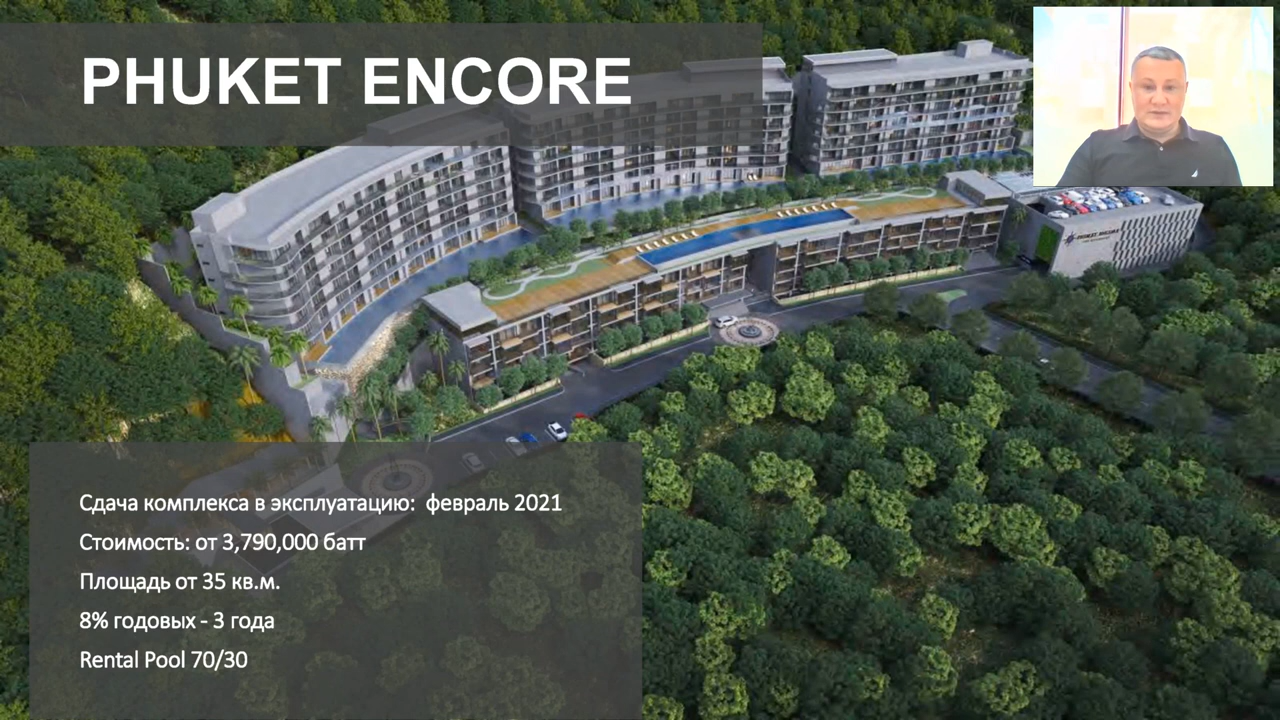 PHUKET ENCORE
Сдача комплекса в эксплуатацию: февраль 2021
Стоимость: от 3,790,000 батт
Площадь от 35 кв.м.
8% годовых - 3 года
Rental Pool 70/30